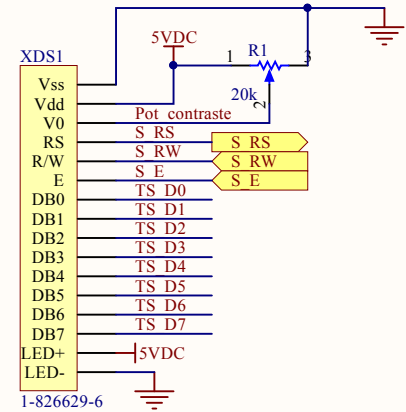 5VDC
XDS1
1
R1
3
20k
2
Vss
Vdd
V0
Pot_contraste
RS
S_RS
S_RS
R/W
S_RW
S_RW
E
S_E
S_E
DB0
TS_D0
DB1
TS_D1
DB2
TS_D2
DB3
TS_D3
DB4
TS_D4
DB5
TS_D5
DB6
TS_D6
DB7
TS_D7
LED+
5VDC
LED-
1-826629-6